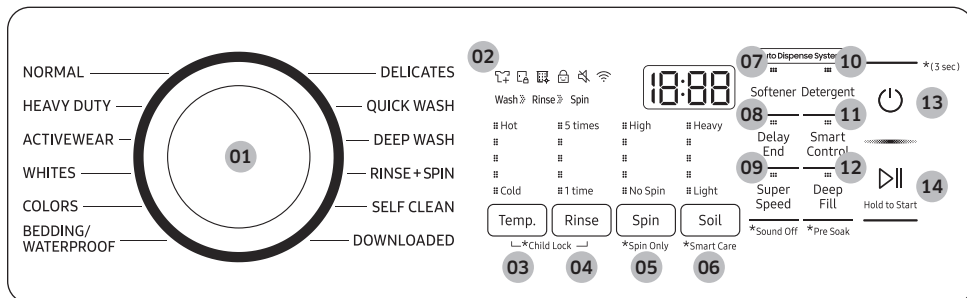 NORMAL
HEAVY DUTY
ACTIVEWEAR
WHITES
COLORS
BEDDING/
WATERPROOF
01
DELICATES
QUICK WASH
DEEP WASH
RINSE+SPIN
SELF CLEAN
DOWNLOADED
02
Wash Rinse Spin
18:88
Hot 5 times High Heavy
Cold 1 time No Spin Light
Temp. Rinse Spin Soil
*Child Lock *Spin Only *Smart Care
03 04 05 06
07 uto Dispense System 10
Softener Detergent
08 11
Delay
End
Smart
Control
09 12
Super
Speed
Deep
Fill
*Sound Off *Pre Soak
*(3 sec)
13
14
Hold to Start